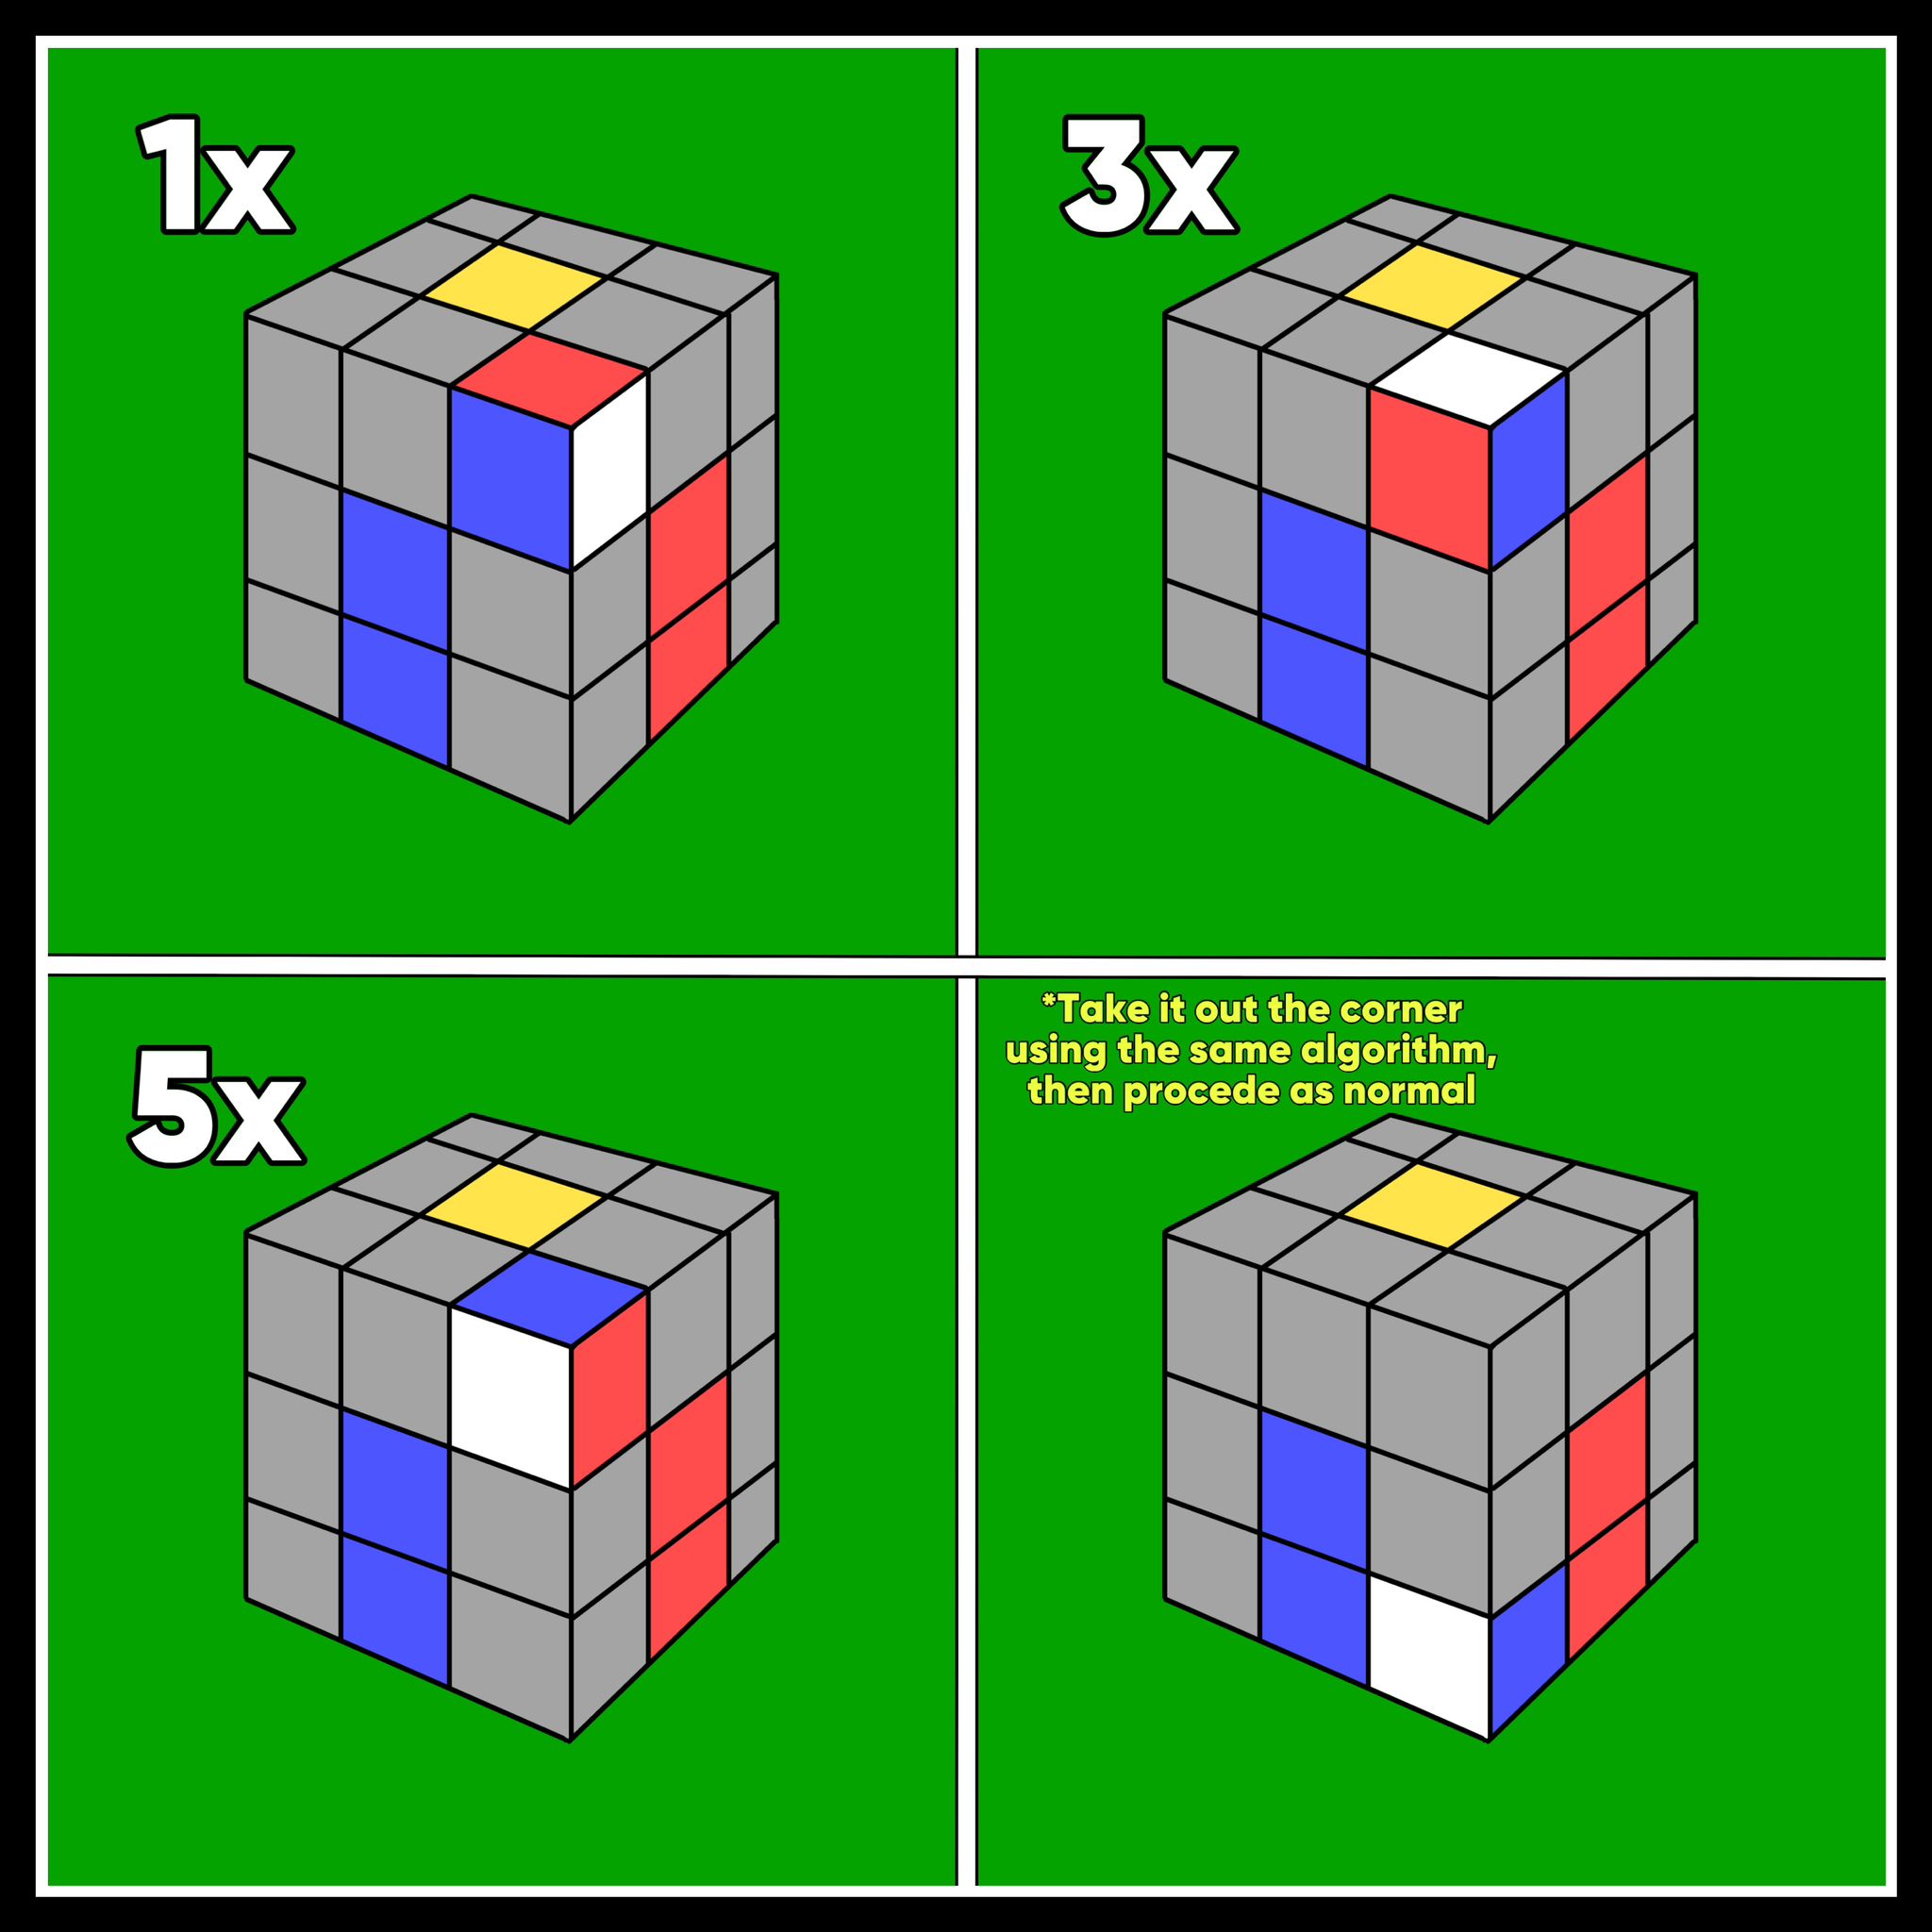 1x
3x
5x
*Take it out the corner
using the same algorithm,
then procede as normal